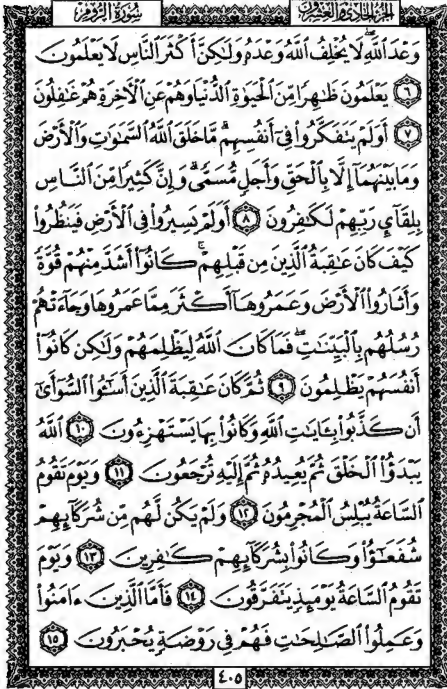 الجزء الحادي والعشرون سورة الروم
وَعْدَ ٱللَّهِ لَا يُخْلِفُ ٱللَّهُ وَعْدَهُۥ وَلَٰكِنَّ أَكْثَرَ ٱلنَّاسِ لَا يَعْلَمُونَ
٦ يَعْلَمُونَ ظَٰهِرًا مِّنَ ٱلْحَيَوٰةِ ٱلدُّنْيَا وَهُمْ عَنِ ٱلْءَاخِرَةِ هُمْ غَٰفِلُونَ
٧ أَوَلَمْ يَتَفَكَّرُوا۟ فِىٓ أَنفُسِهِم ۗ مَّا خَلَقَ ٱللَّهُ ٱلسَّمَٰوَٰتِ وَٱلْأَرْضَ
وَمَا بَيْنَهُمَآ إِلَّا بِٱلْحَقِّ وَأَجَلٍ مُّسَمًّى ۗ وَإِنَّ كَثِيرًا مِّنَ ٱلنَّاسِ
بِلِقَآئِ رَبِّهِمْ لَكَٰفِرُونَ ٨ أَوَلَمْ يَسِيرُوا۟ فِى ٱلْأَرْضِ فَيَنظُرُوا۟
كَيْفَ كَانَ عَٰقِبَةُ ٱلَّذِينَ مِن قَبْلِهِمْ ۚ كَانُوٓا۟ أَشَدَّ مِنْهُمْ قُوَّةً
وَأَثَارُوا۟ ٱلْأَرْضَ وَعَمَرُوهَآ أَكْثَرَ مِمَّا عَمَرُوهَا وَجَآءَتْهُمْ
رُسُلُهُم بِٱلْبَيِّنَٰتِ ۖ فَمَا كَانَ ٱللَّهُ لِيَظْلِمَهُمْ وَلَٰكِن كَانُوٓا۟
أَنفُسَهُمْ يَظْلِمُونَ ٩ ثُمَّ كَانَ عَٰقِبَةَ ٱلَّذِينَ أَسَٰٓـُٔوا۟ ٱلسُّوٓأَىٰٓ
أَن كَذَّبُوا۟ بِـَٔايَٰتِ ٱللَّهِ وَكَانُوا۟ بِهَا يَسْتَهْزِءُونَ ١٠ ٱللَّهُ
يَبْدَؤُا۟ ٱلْخَلْقَ ثُمَّ يُعِيدُهُۥ ثُمَّ إِلَيْهِ تُرْجَعُونَ ١١ وَيَوْمَ تَقُومُ
ٱلسَّاعَةُ يُبْلِسُ ٱلْمُجْرِمُونَ ١٢ وَلَمْ يَكُن لَّهُم مِّن شُرَكَآئِهِمْ
شُفَعَٰٓؤُا۟ وَكَانُوا۟ بِشُرَكَآئِهِمْ كَٰفِرِينَ ١٣ وَيَوْمَ
تَقُومُ ٱلسَّاعَةُ يَوْمَئِذٍ يَتَفَرَّقُونَ ١٤ فَأَمَّا ٱلَّذِينَ ءَامَنُوا۟
وَعَمِلُوا۟ ٱلصَّٰلِحَٰتِ فَهُمْ فِى رَوْضَةٍ يُحْبَرُونَ ١٥
٤٠٥